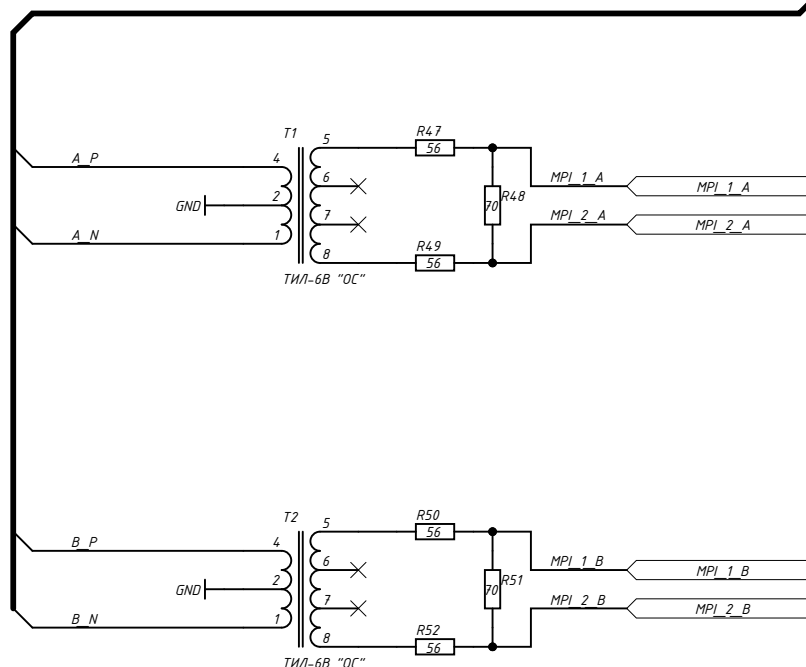 T1
5
R47
56
A_P
4
6
MPI_1_A
MPI_1_A
GND
2
70
R48
7
MPI_2_A
MPI_2_A
A_N
1
R49
8
56
ТИЛ-6В "ОС"
T2
5
R50
56
B_P
4
6
MPI_1_B
MPI_1_B
GND
2
70
R51
7
MPI_2_B
MPI_2_B
B_N
1
R52
8
56
ТИЛ-6В "ОС"